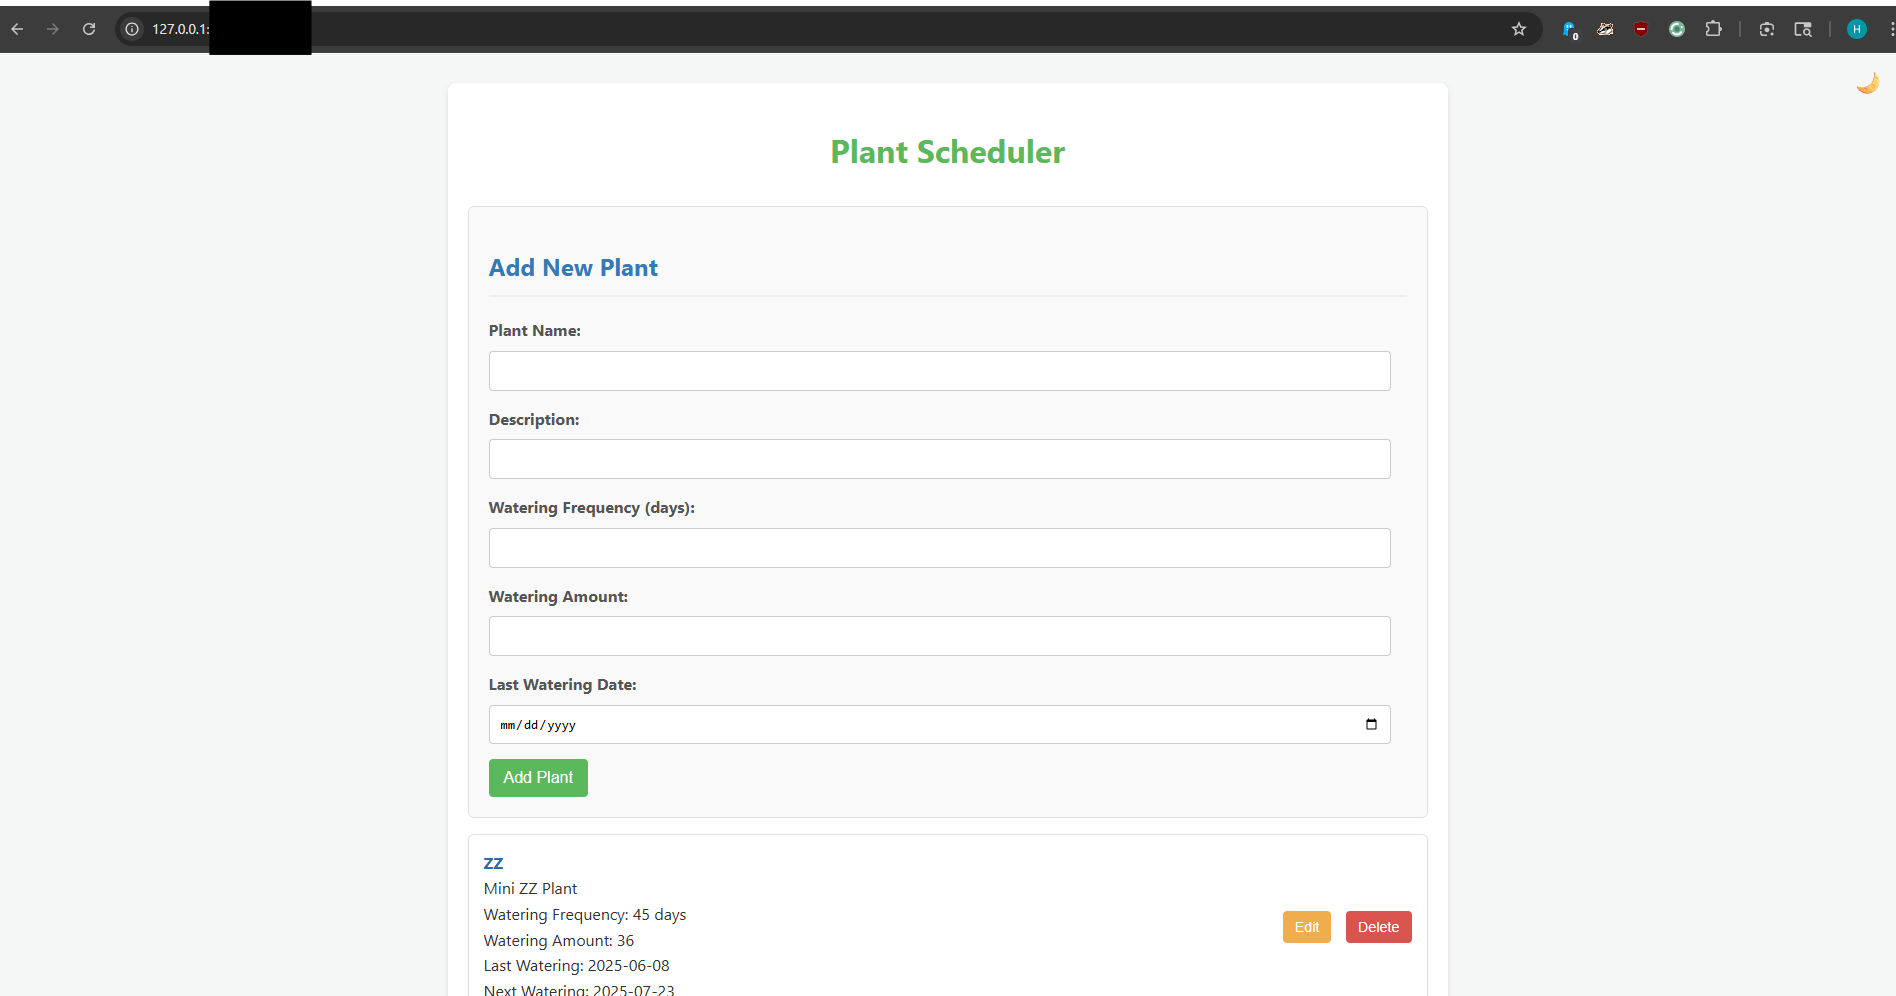 127.0.0.1:
0
H
Plant Scheduler
Add New Plant
Plant Name:
Description:
Watering Frequency (days):
Watering Amount:
Last Watering Date:
mm/dd/yyyy
Add Plant
ZZ
Mini ZZ Plant
Watering Frequency: 45 days
Watering Amount: 36
Edit Delete
Last Watering: 2025-06-08
Next Watering: 2025-07-23